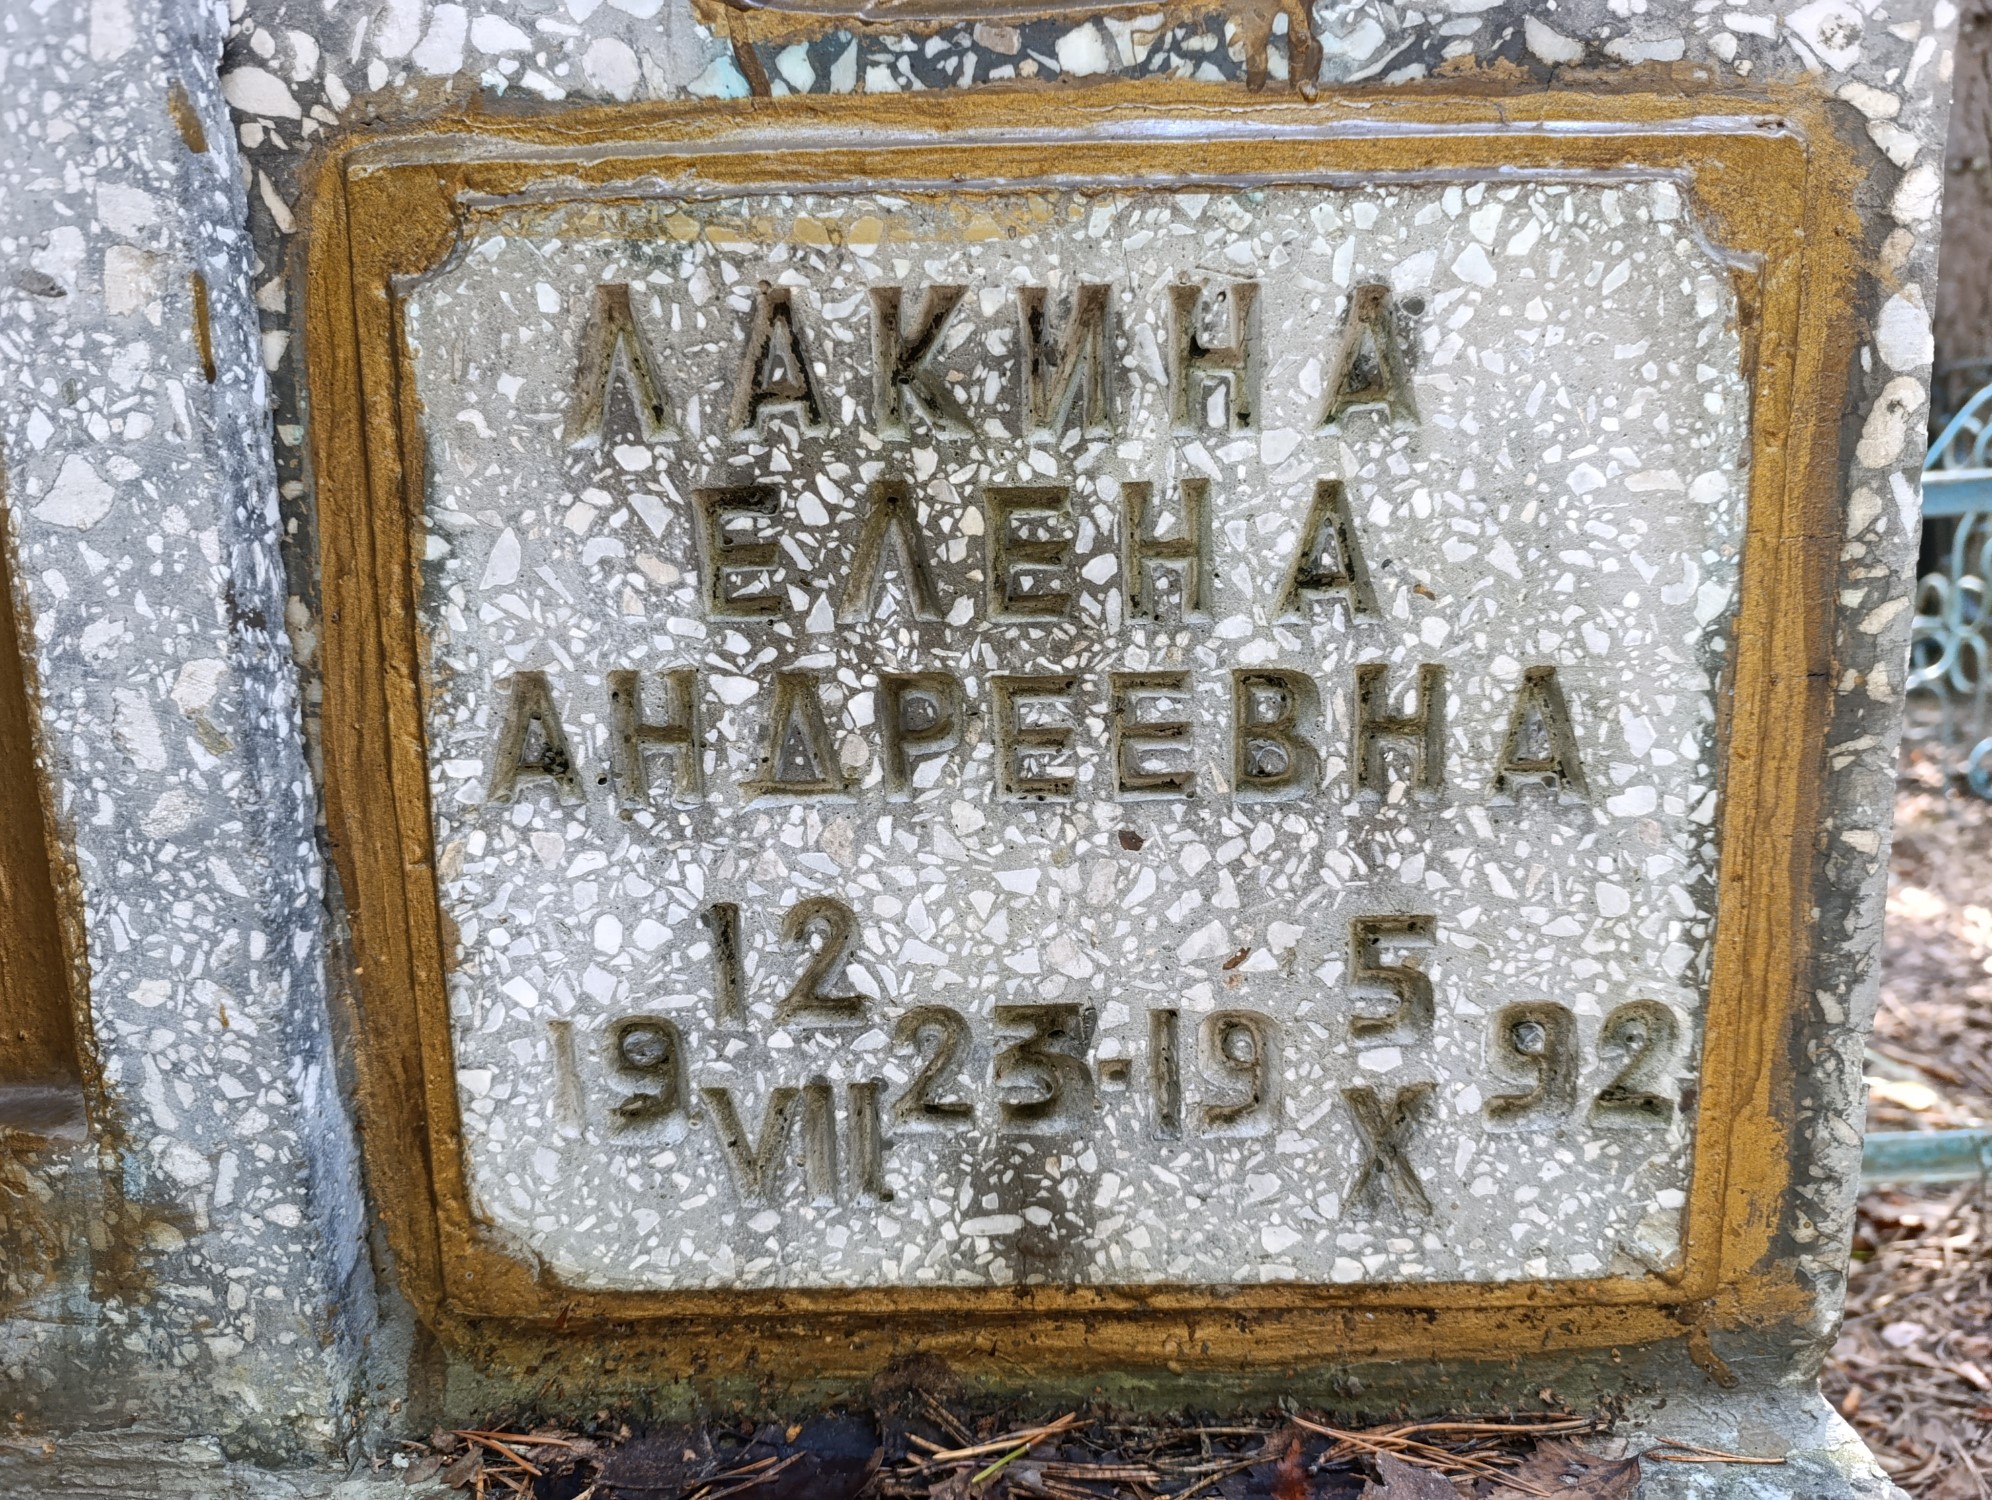 ЛАКИНА
ЕЛЕНА
АНДРЕЕВНА
12 5
19 23-19 92
VII X